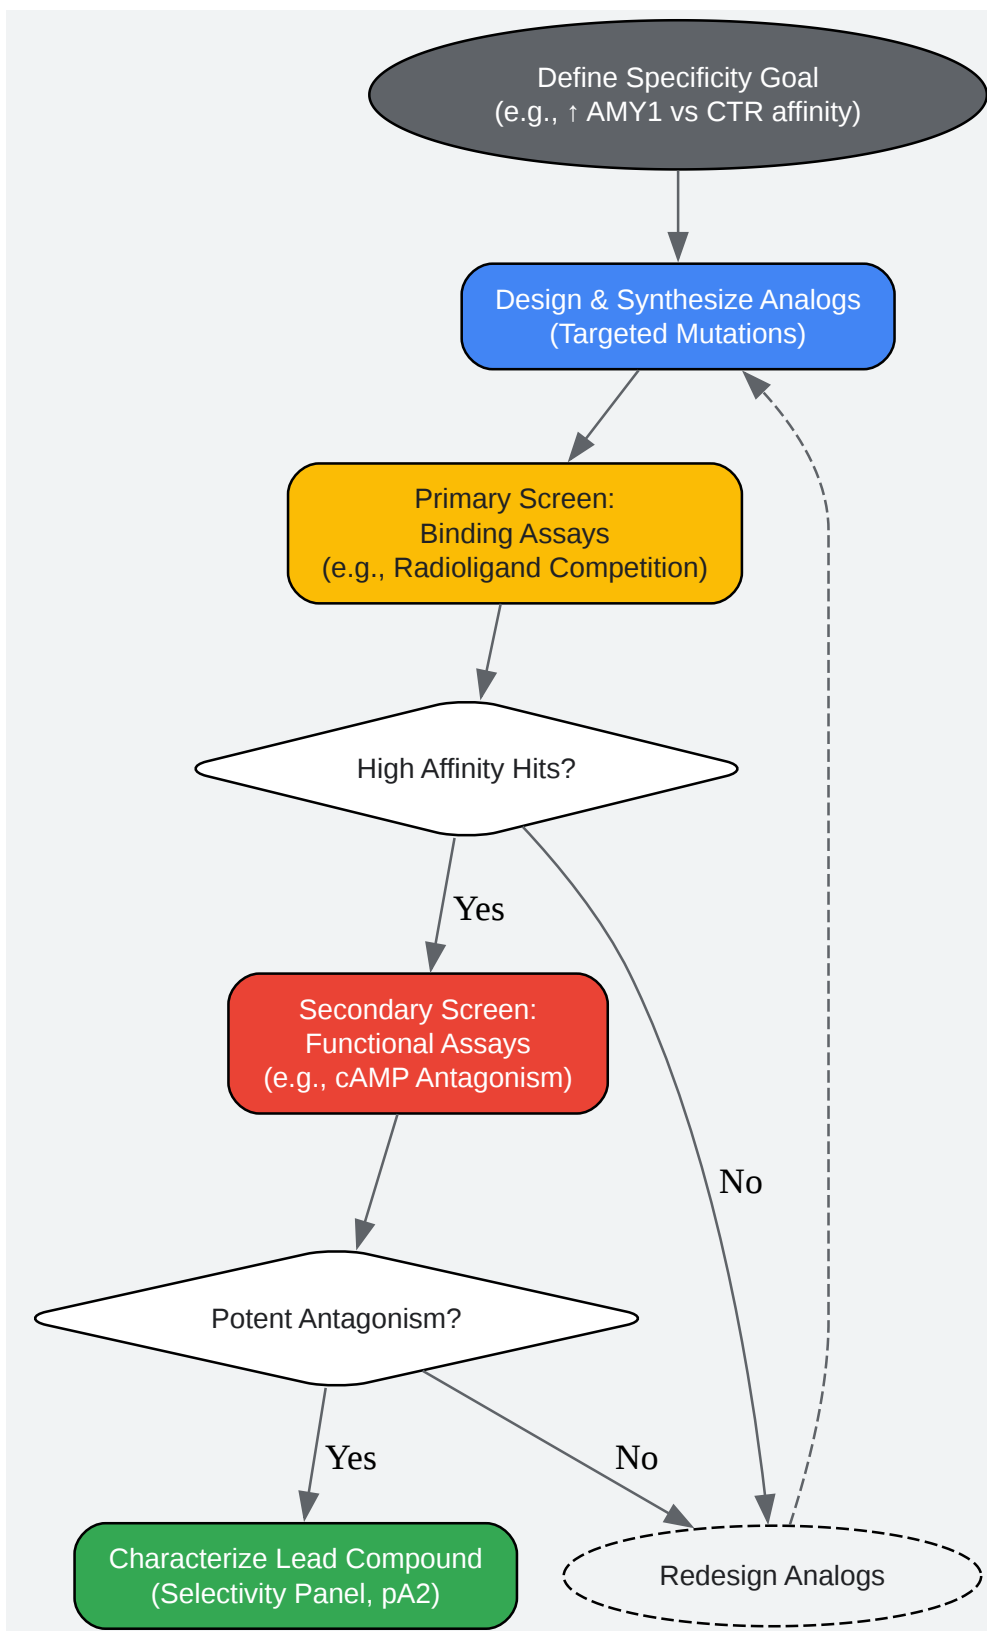 Define Specificity Goal
(e.g., ↑ AMY1 vs CTR affinity)
Design & Synthesize Analogs
(Targeted Mutations)
Primary Screen:
Binding Assays
(e.g., Radioligand Competition)
High Affinity Hits?
Yes
Secondary Screen:
Functional Assays
(e.g., cAMP Antagonism)
No
Potent Antagonism?
Yes
No
Characterize Lead Compound
(Selectivity Panel, pA2)
Redesign Analogs